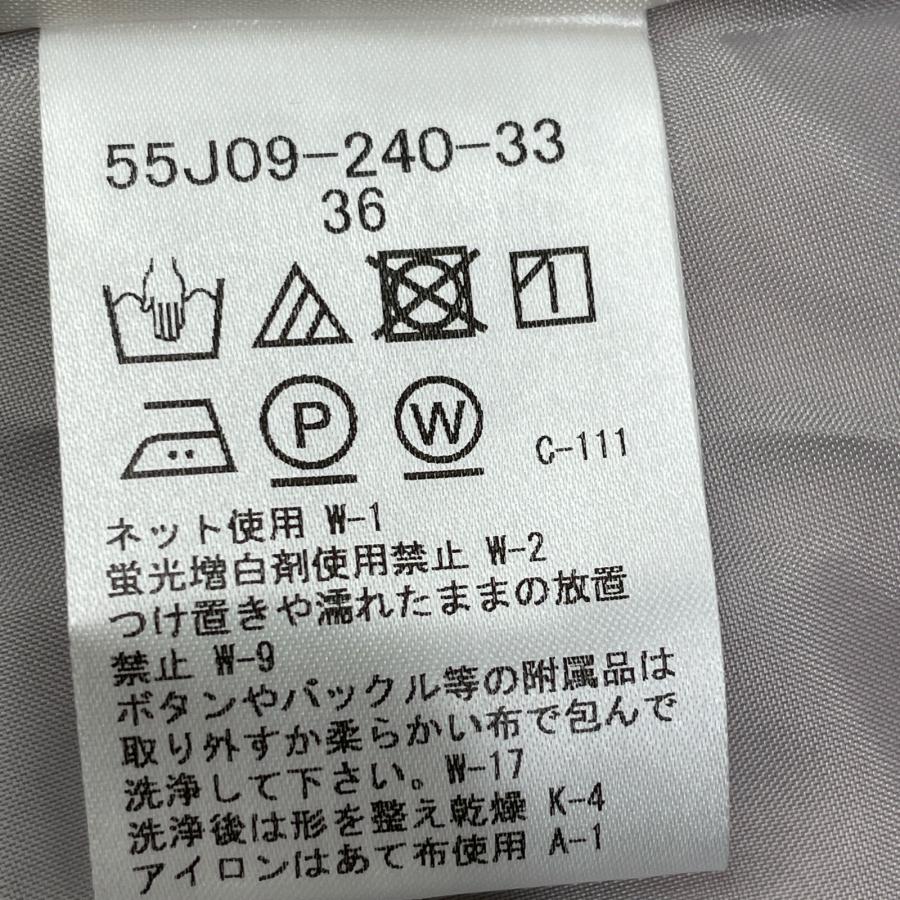 55J09-240-33
36
P W C-111
ネット使用 W-1
蛍光増白剤使用禁止 W-2
つけ置きや濡れたままの放置
禁止 W-9
ボタンやバックル等の附属品は
取り外すか柔らかい布で包んで
洗浄して下さい。W-17
洗浄後は形を整え乾燥 K-4
アイロンはあて布使用 A-1